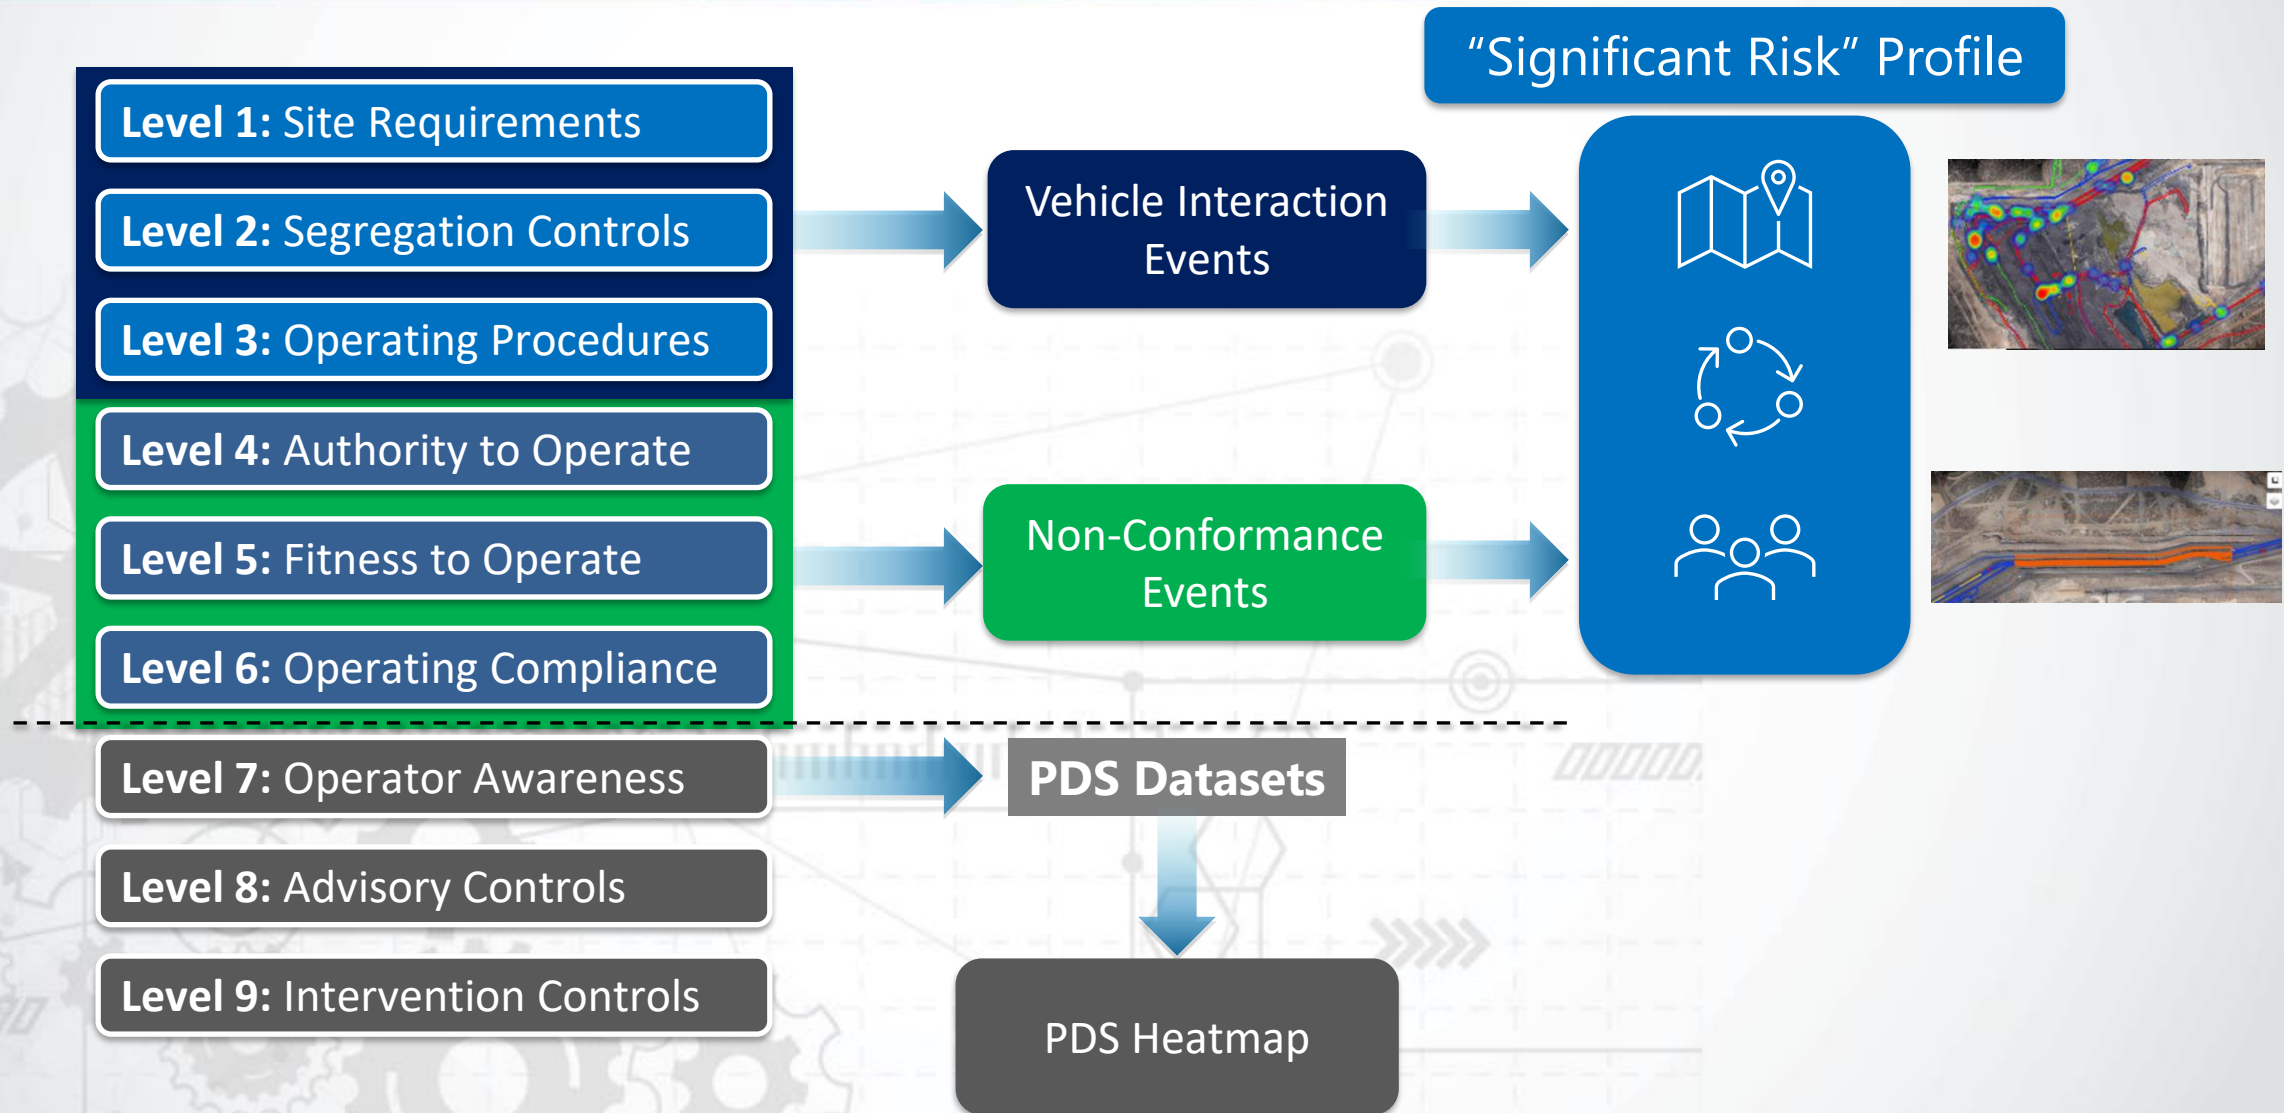 “Significant Risk” Profile
Level 1: Site Requirements
Level 2: Segregation Controls
Level 3: Operating Procedures
Level 4: Authority to Operate
Level 5: Fitness to Operate
Level 6: Operating Compliance
Level 7: Operator Awareness
Level 8: Advisory Controls
Level 9: Intervention Controls
Vehicle Interaction
Events
Non-Conformance
Events
PDS Datasets
PDS Heatmap